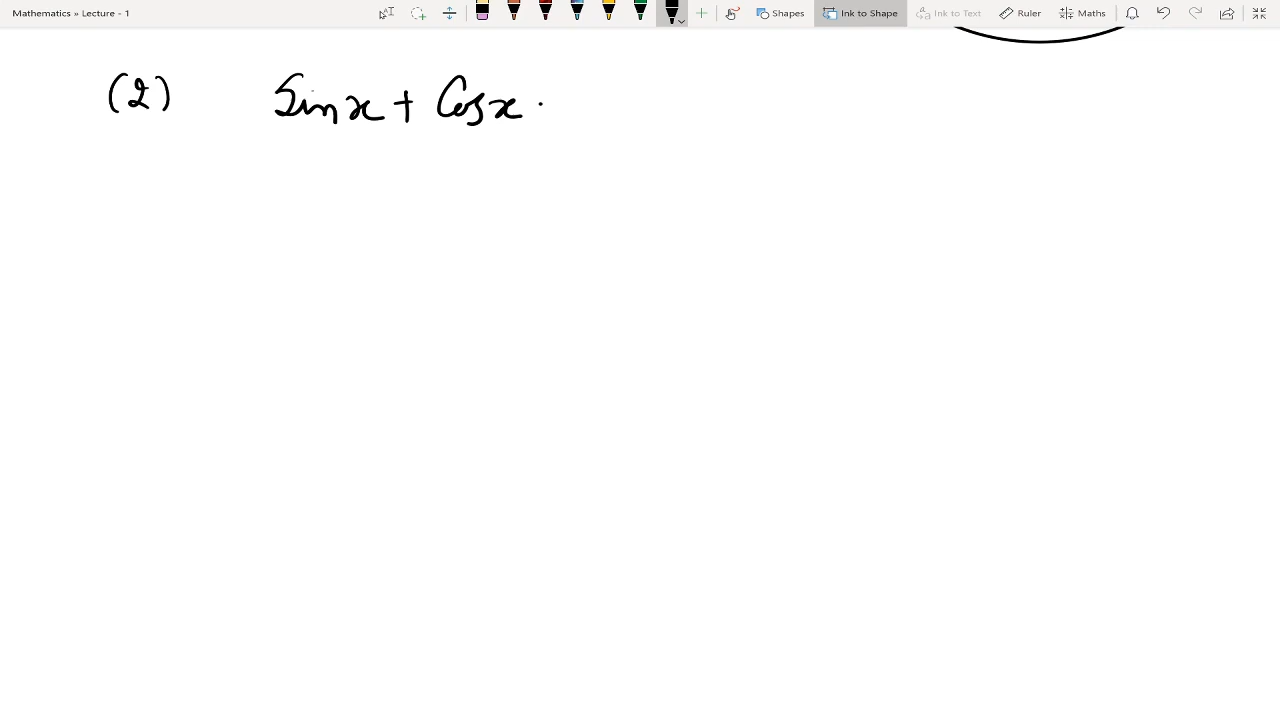 Mathematics » Lecture - 1
Shapes
Ink to Shape
Ink to Text
Ruler
Maths
(2) Sinx + Cosx .